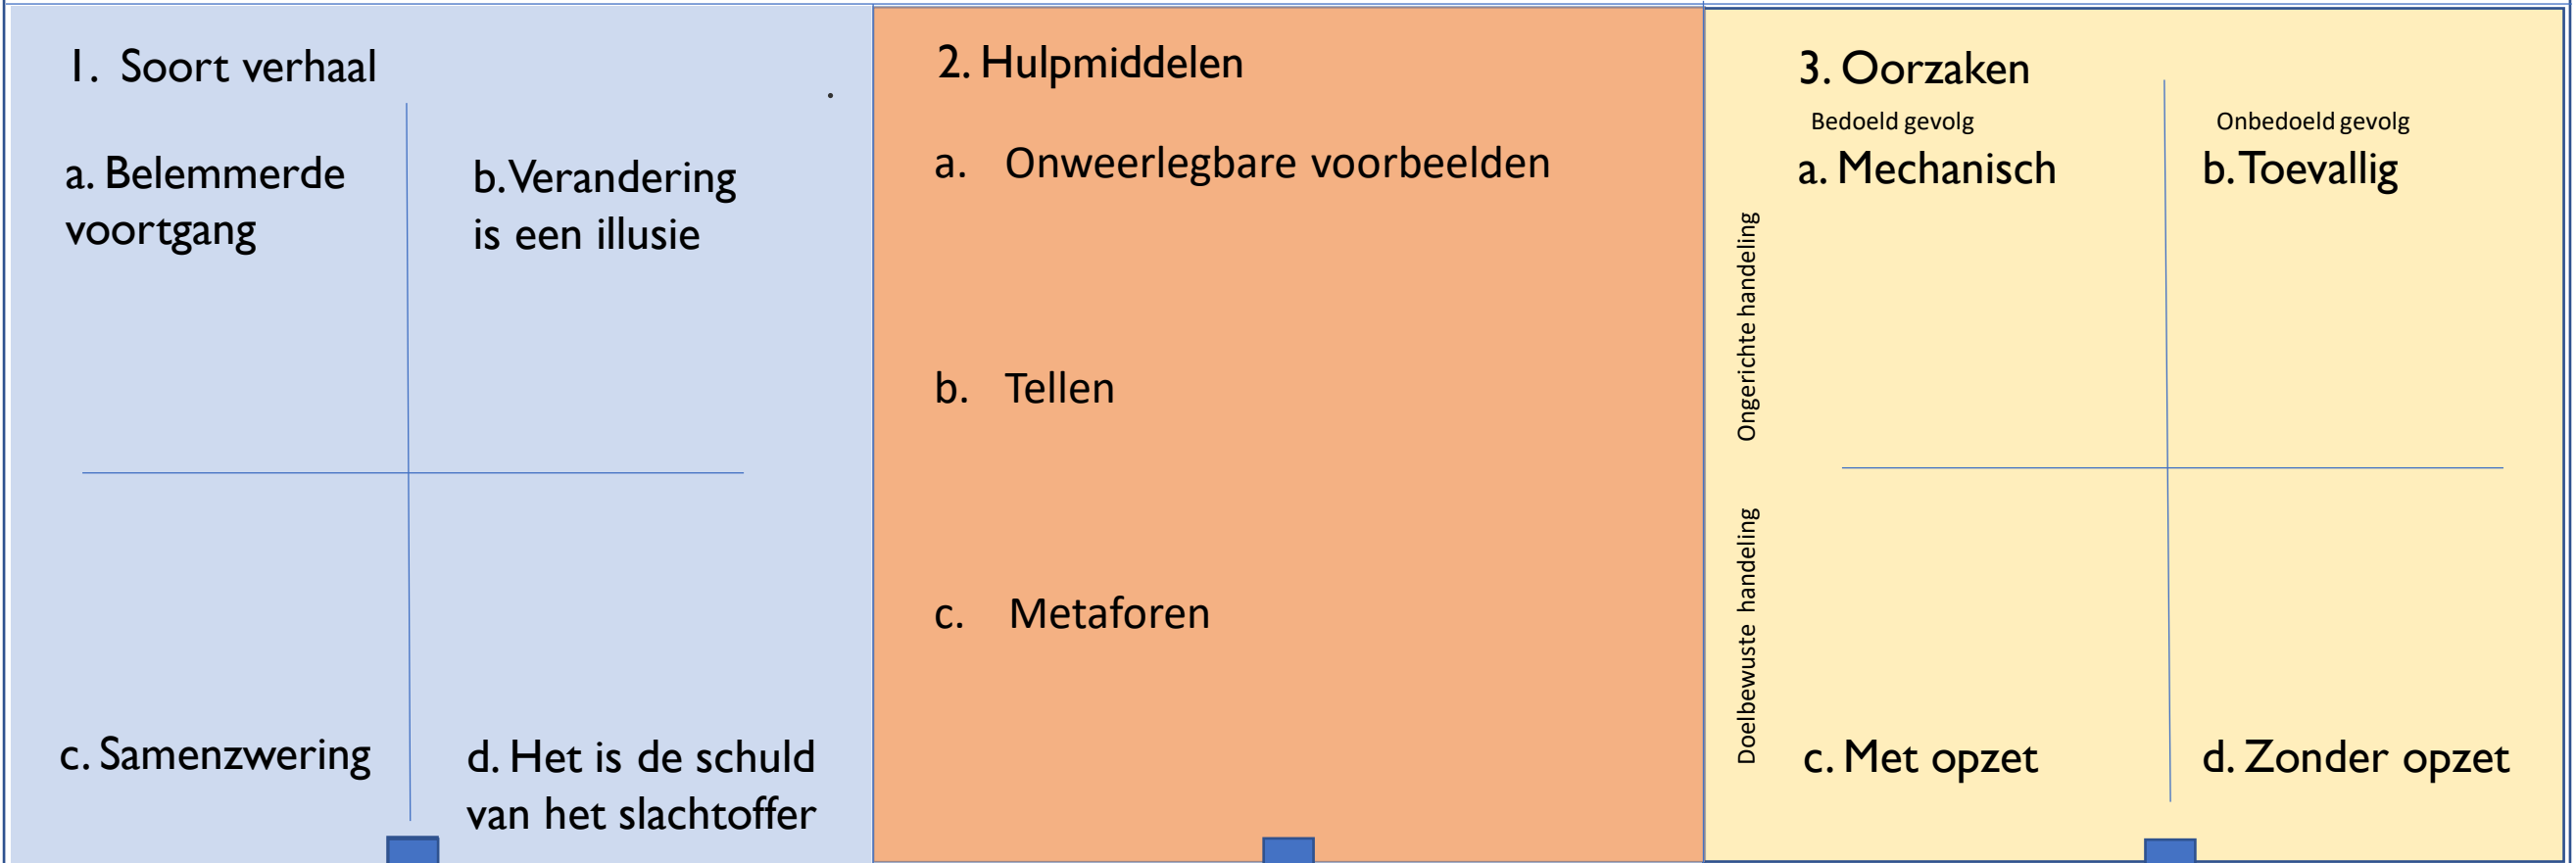 1. Soort verhaal
a. Belemmerde
voortgang
b. Verandering
is een illusie
c. Samenzwering
d. Het is de schuld
van het slachtoffer
2. Hulpmiddelen
a. Onweerlegbare voorbeelden
b. Tellen
c. Metaforen
3. Oorzaken
Bedoeld gevolg
Onbedoeld gevolg
Ongerichte handeling
a. Mechanisch
b. Toevallig
Doelbewuste handeling
c. Met opzet
d. Zonder opzet